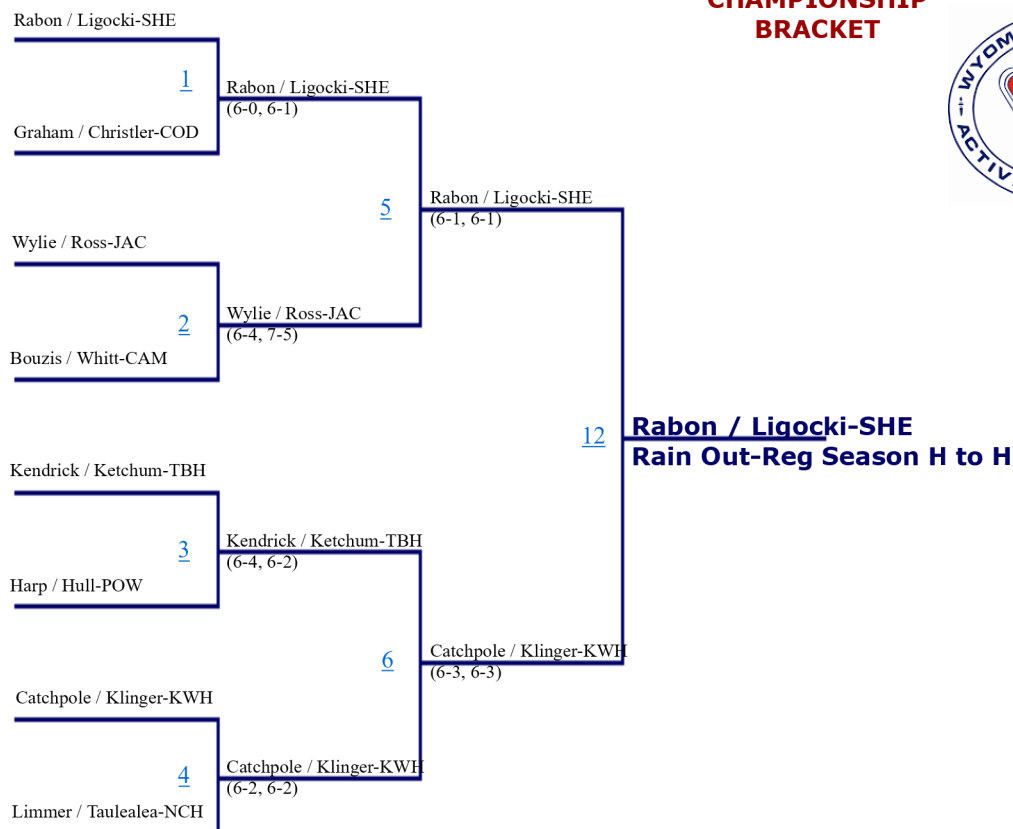 CHAMPIONSHIP
BRACKET
Rabon / Ligocki-SHE
1
Rabon / Ligocki-SHE
(6-0, 6-1)
Graham / Christler-COD
5
Rabon / Ligocki-SHE
(6-1, 6-1)
Wylie / Ross-JAC
2
Wylie / Ross-JAC
(6-4, 7-5)
Bouzis / Whitt-CAM
12
Rabon / Ligocki-SHE
Rain Out-Reg Season H to H
Kendrick / Ketchum-TBH
3
Kendrick / Ketchum-TBH
(6-4, 6-2)
Harp / Hull-POW
6
Catchpole / Klinger-KWH
(6-3, 6-3)
Catchpole / Klinger-KWH
4
Catchpole / Klinger-KWH
(6-2, 6-2)
Limmer / Taulealea-NCH
WYOM
ACTIV